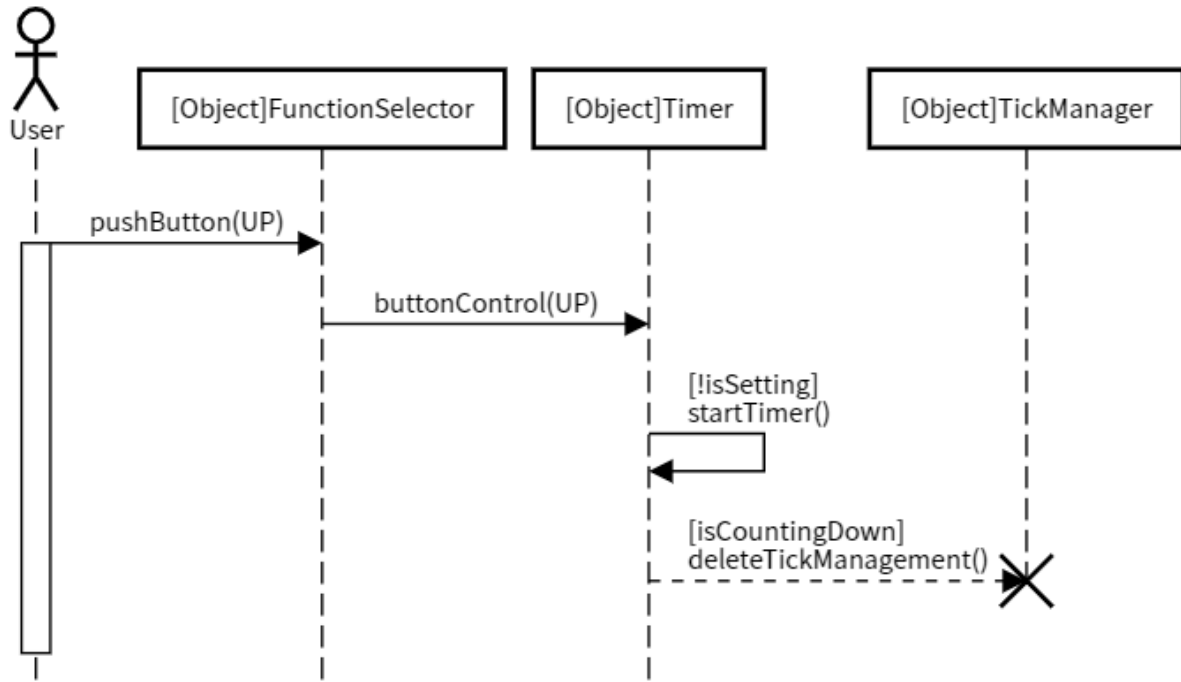 User
[Object]FunctionSelector
[Object]Timer
[Object]TickManager
pushButton(UP)
buttonControl(UP)
[!isSetting]
startTimer()
[isCountingDown]
deleteTickManagement()